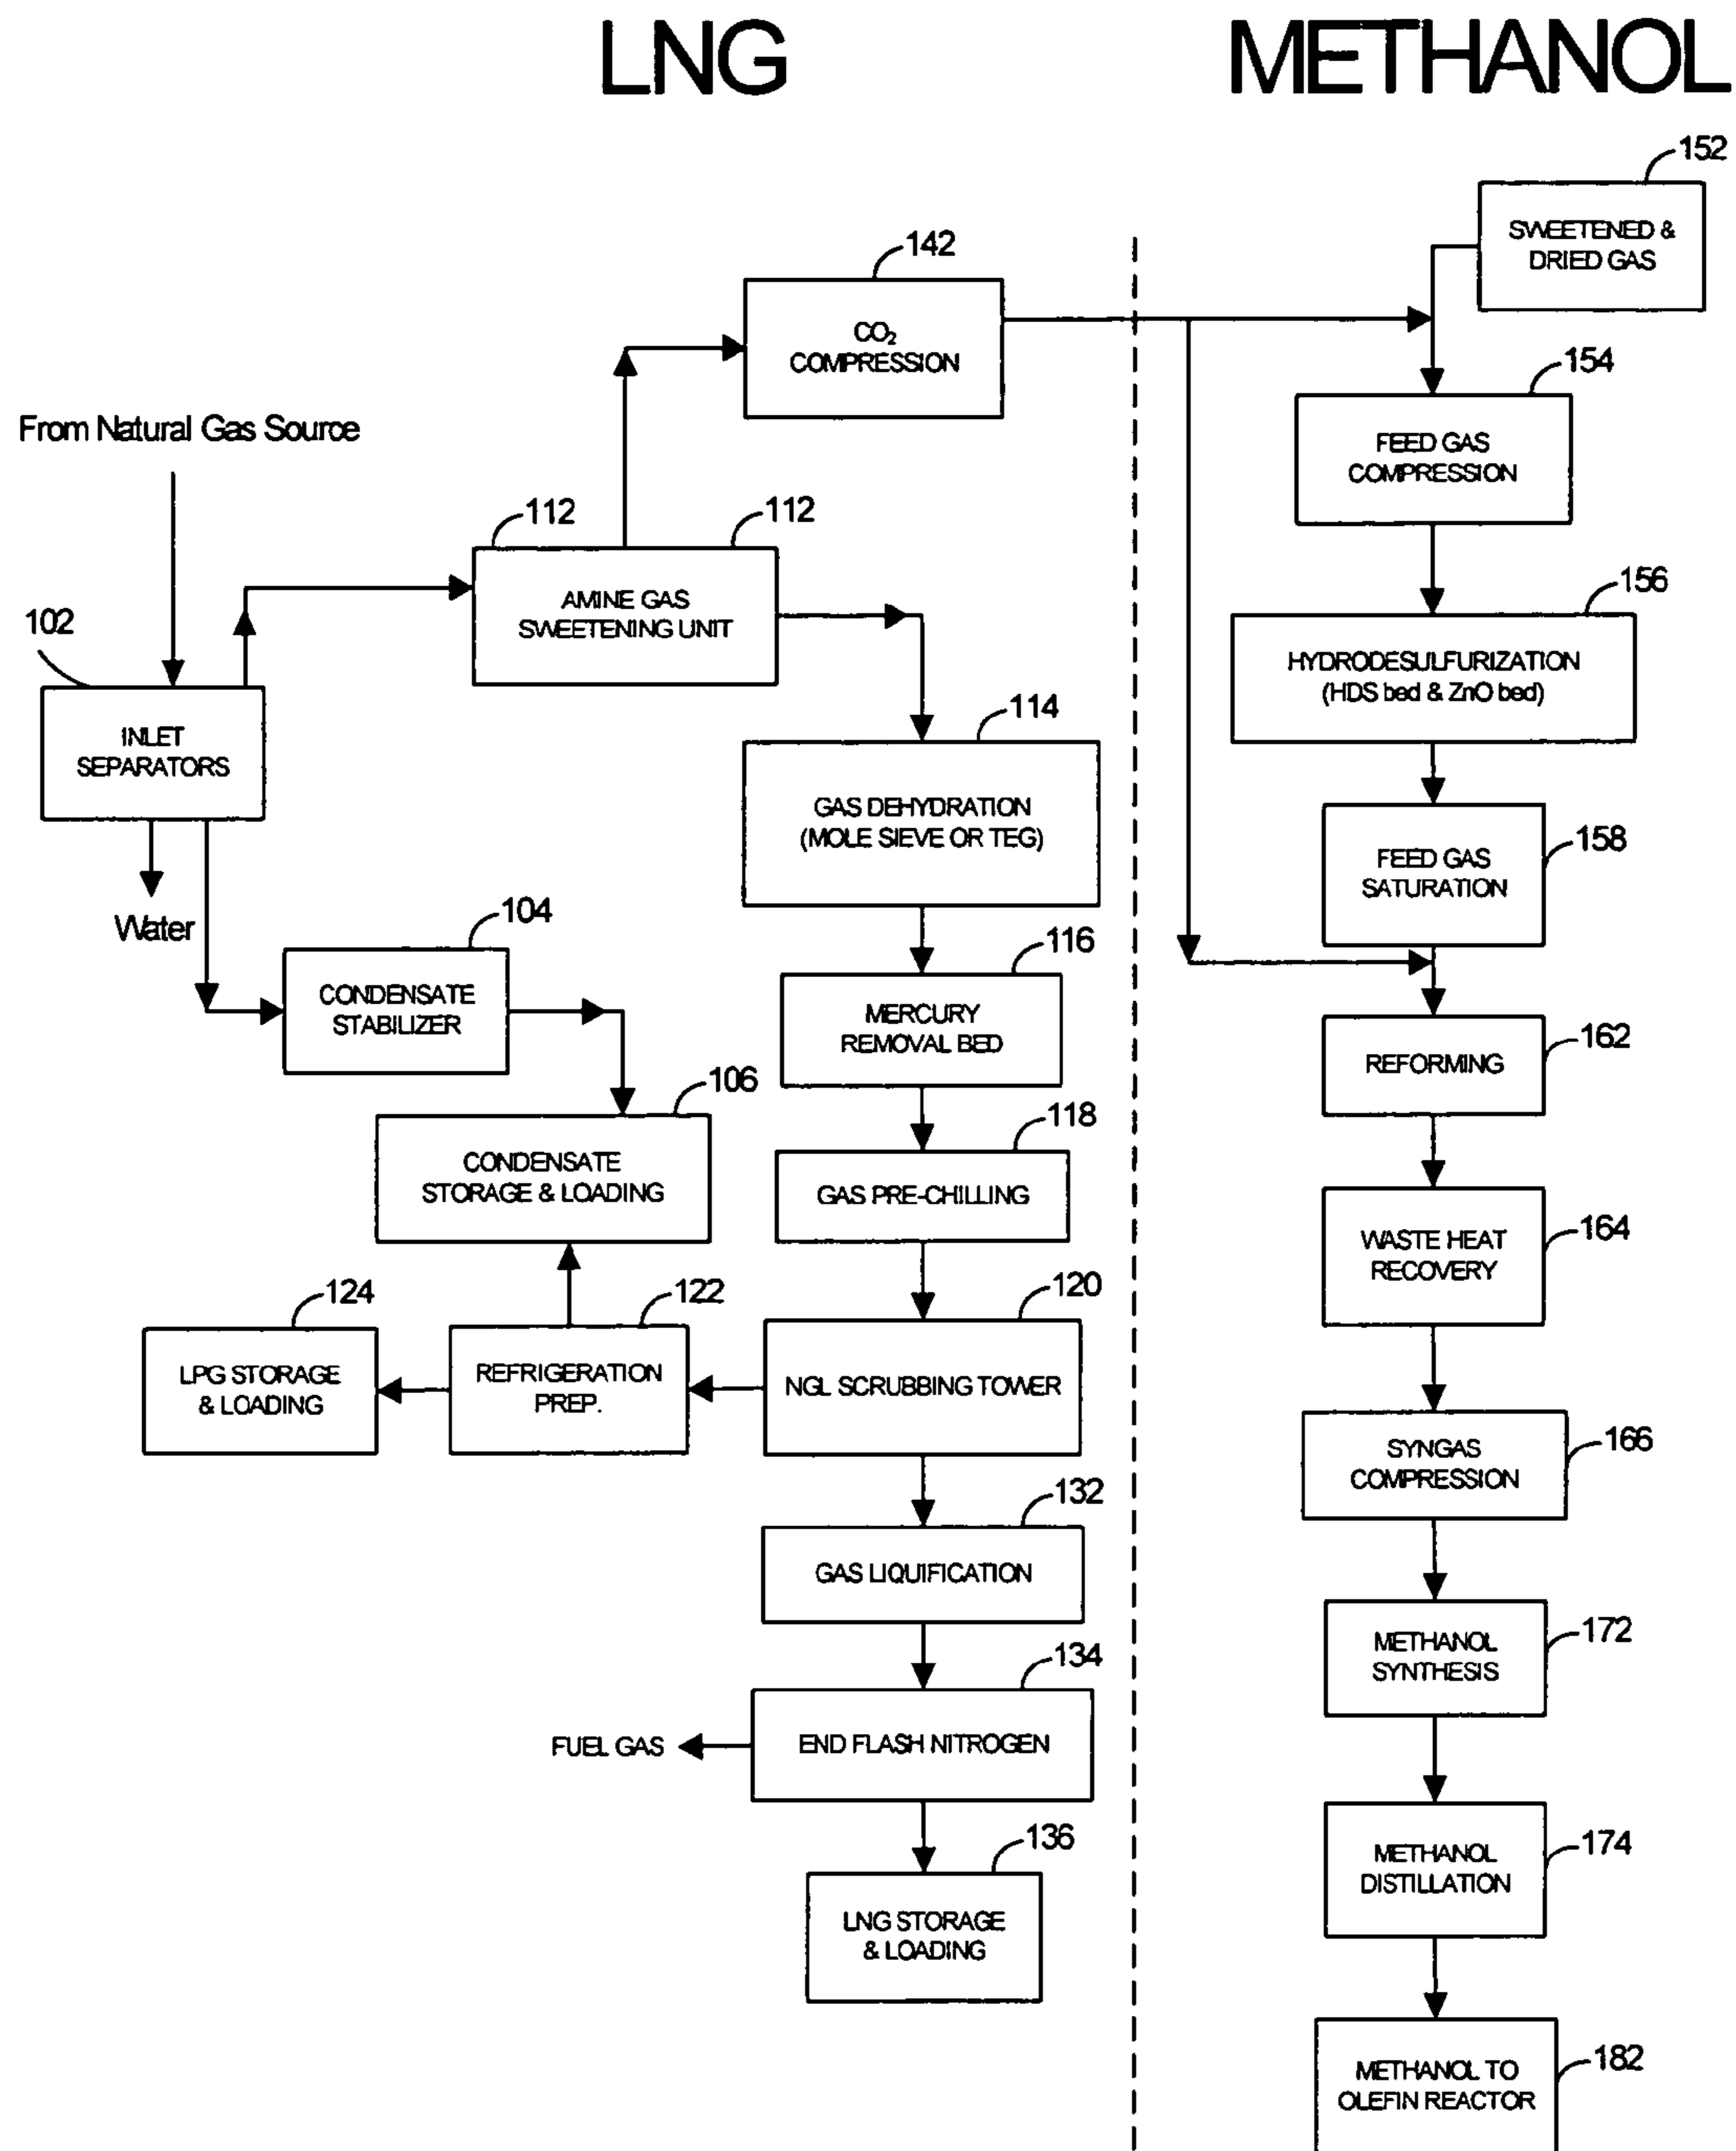 LNG
METHANOL
152
SWEETENED &
DRIED GAS
142
CO₂
COMPRESSION
154
FEED GAS
COMPRESSION
From Natural Gas Source
112
112
AMINE GAS
SWEETENING UNIT
156
HYDRODESULFURIZATION
(HDS bed & ZnO bed)
102
INLET
SEPARATORS
114
GAS DEHYDRATION
(MOLE SIEVE OR TEG)
158
FEED GAS
SATURATION
Water
104
CONDENSATE
STABILIZER
116
MERCURY
REMOVAL BED
162
REFORMING
106
CONDENSATE
STORAGE & LOADING
118
GAS PRE-CHILLING
164
WASTE HEAT
RECOVERY
124
LPG STORAGE
& LOADING
122
REFRIGERATION
PREP.
120
NGL SCRUBBING TOWER
166
SYNGAS
COMPRESSION
132
GAS LIQUIFICATION
172
METHANOL
SYNTHESIS
134
END FLASH NITROGEN
FUEL GAS
174
METHANOL
DISTILLATION
136
LNG STORAGE
& LOADING
182
METHANOL TO
OLEFIN REACTOR